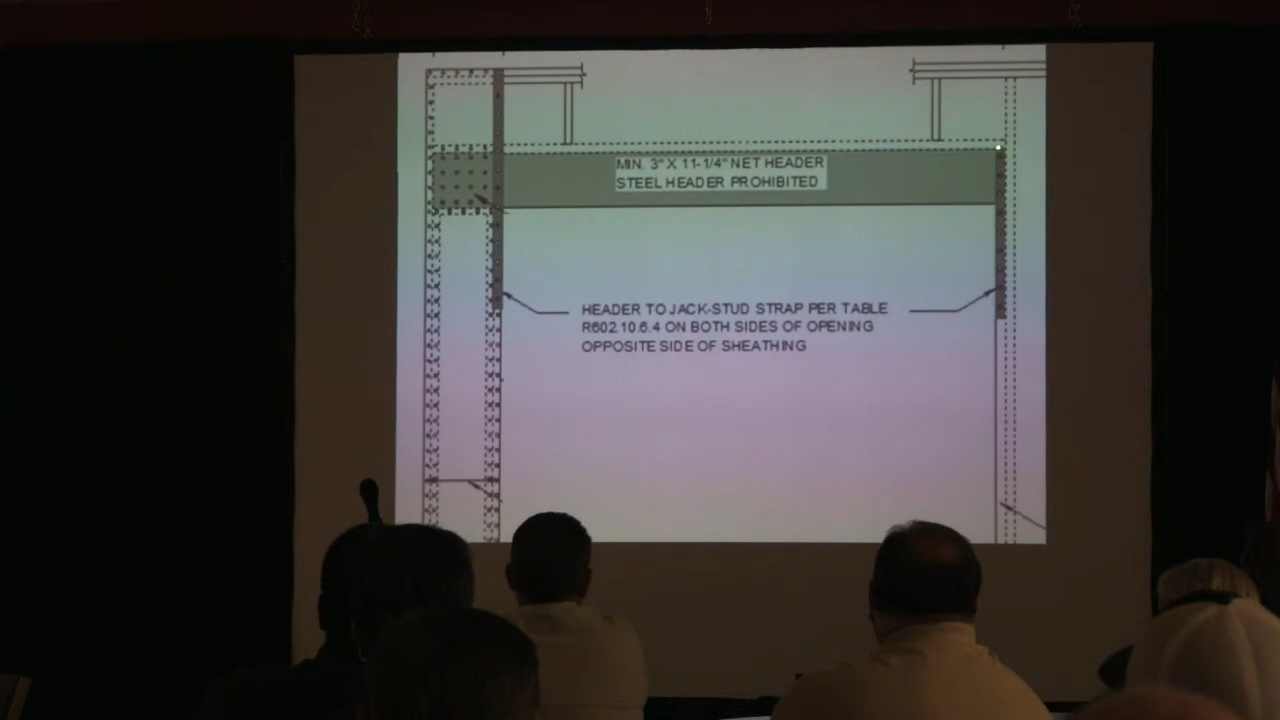 MIN. 3" X 11-1/4" NET HEADER
STEEL HEADER PROHIBITED
HEADER TO JACK-STUD STRAP PER TABLE
R602.10.6.4 ON BOTH SIDES OF OPENING
OPPOSITE SIDE OF SHEATHING